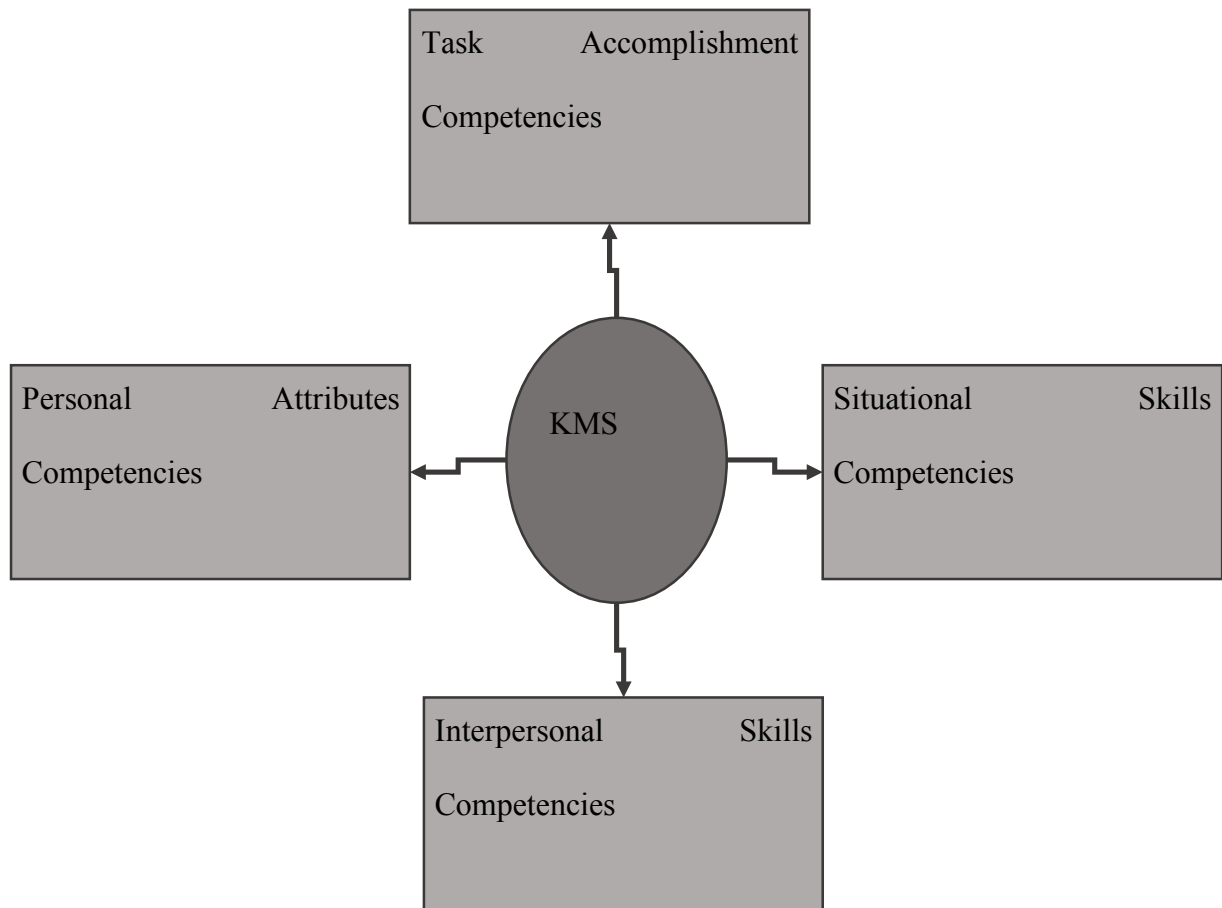 Task Accomplishment
Competencies
Personal Attributes
Competencies
KMS
Situational Skills
Competencies
Interpersonal Skills
Competencies